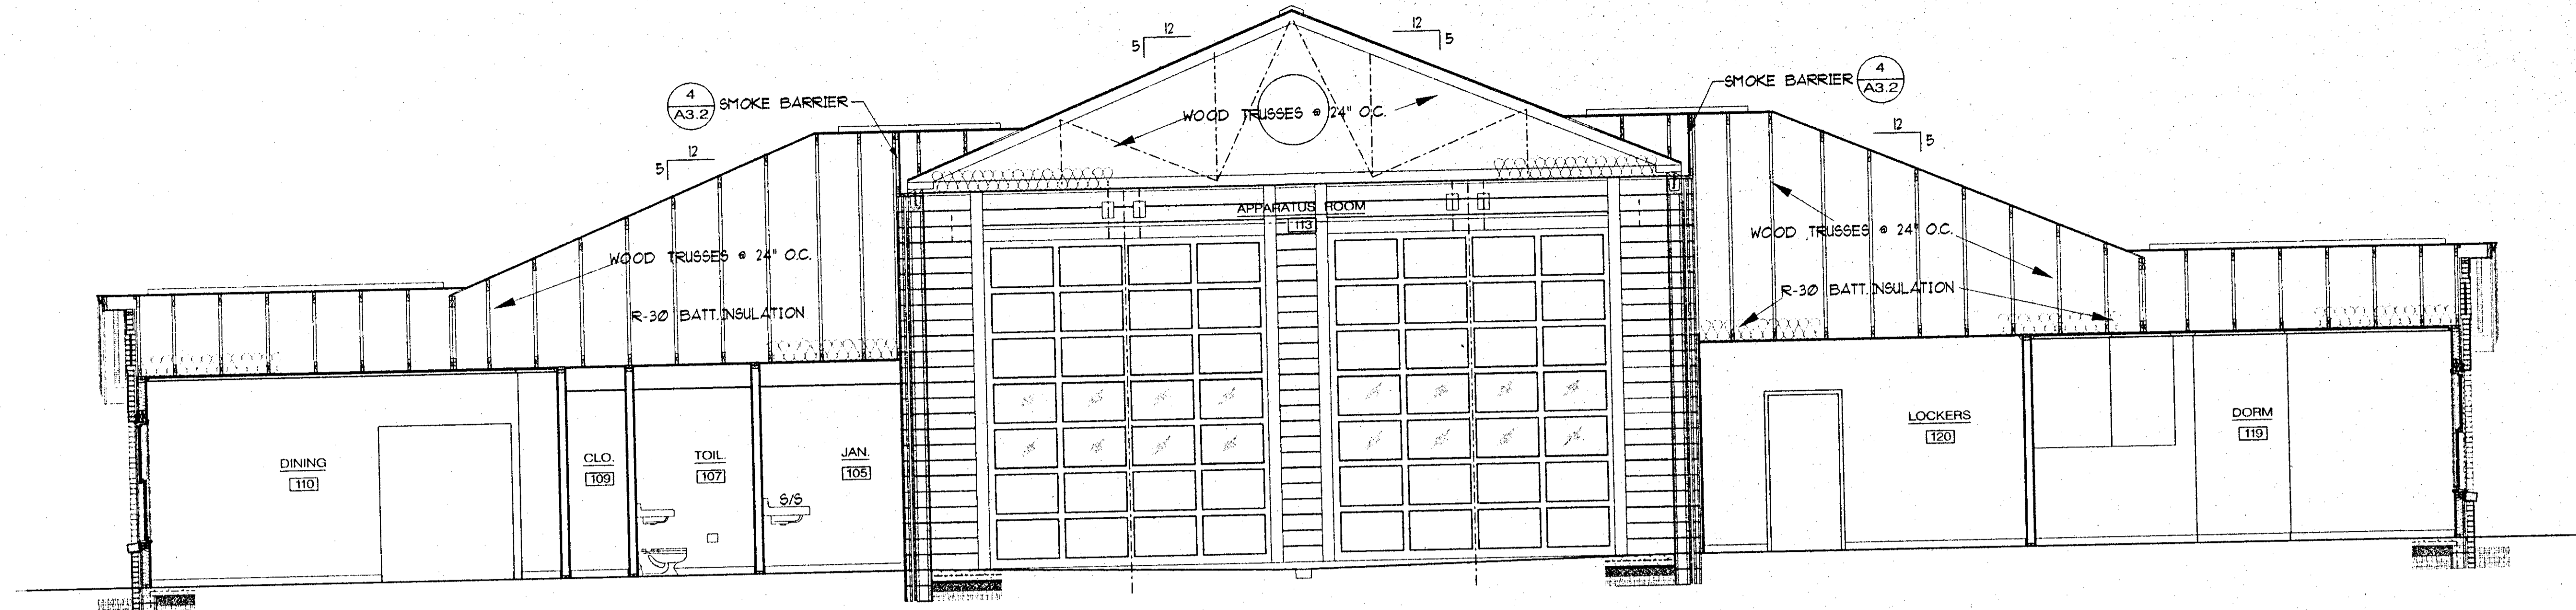 12
5
12
5
4
A3.2
SMOKE BARRIER
SMOKE BARRIER
4
A3.2
WOOD TRUSSES @ 24" O.C.
12
5
12
5
APPARATUS ROOM
113
WOOD TRUSSES @ 24" O.C.
WOOD TRUSSES @ 24" O.C.
R-30 BATT. INSULATION
R-30 BATT. INSULATION
DINING
110
CLO.
109
TOIL.
107
JAN.
105
S/S
LOCKERS
120
DORM
119